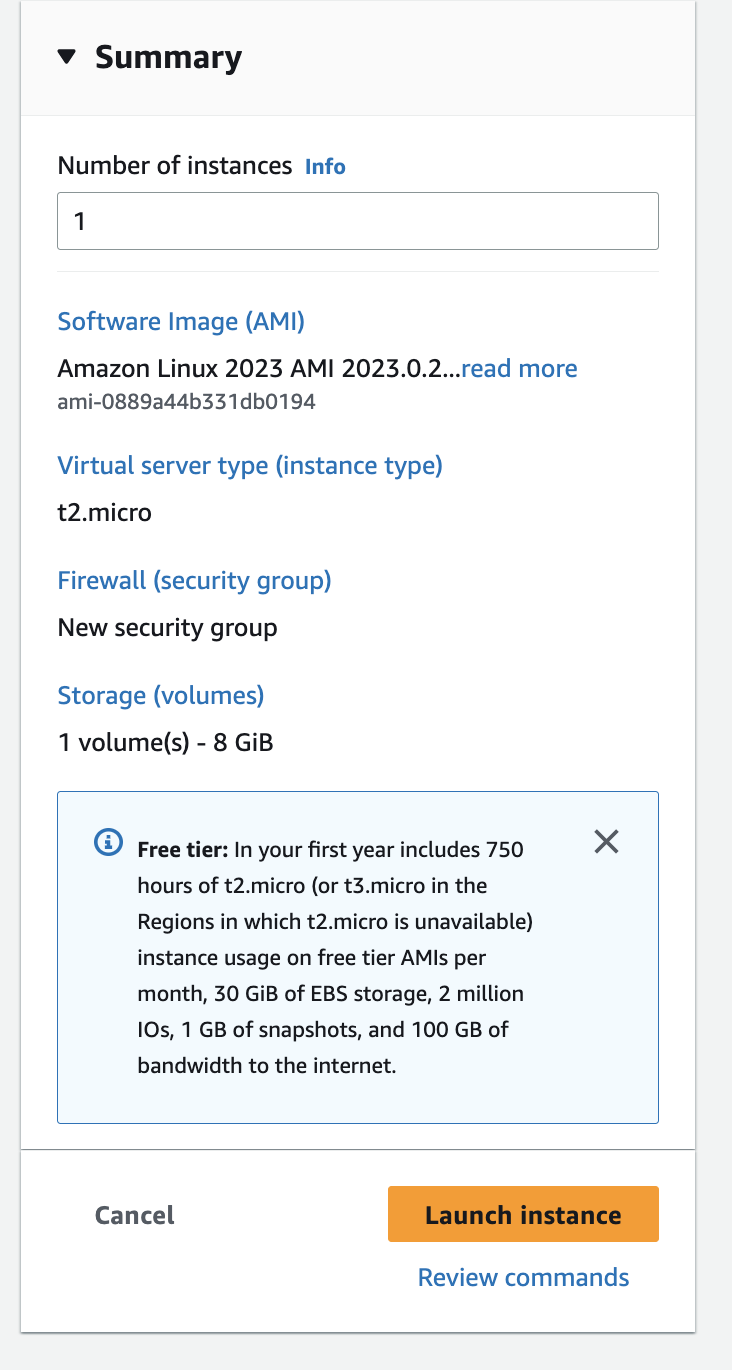 Summary
Number of instances Info
1
Software Image (AMI)
Amazon Linux 2023 AMI 2023.0.2...read more
ami-0889a44b331db0194
Virtual server type (instance type)
t2.micro
Firewall (security group)
New security group
Storage (volumes)
1 volume(s) - 8 GiB
Free tier: In your first year includes 750
hours of t2.micro (or t3.micro in the
Regions in which t2.micro is unavailable)
instance usage on free tier AMIs per
month, 30 GiB of EBS storage, 2 million
IOs, 1 GB of snapshots, and 100 GB of
bandwidth to the internet.
Cancel
Launch instance
Review commands